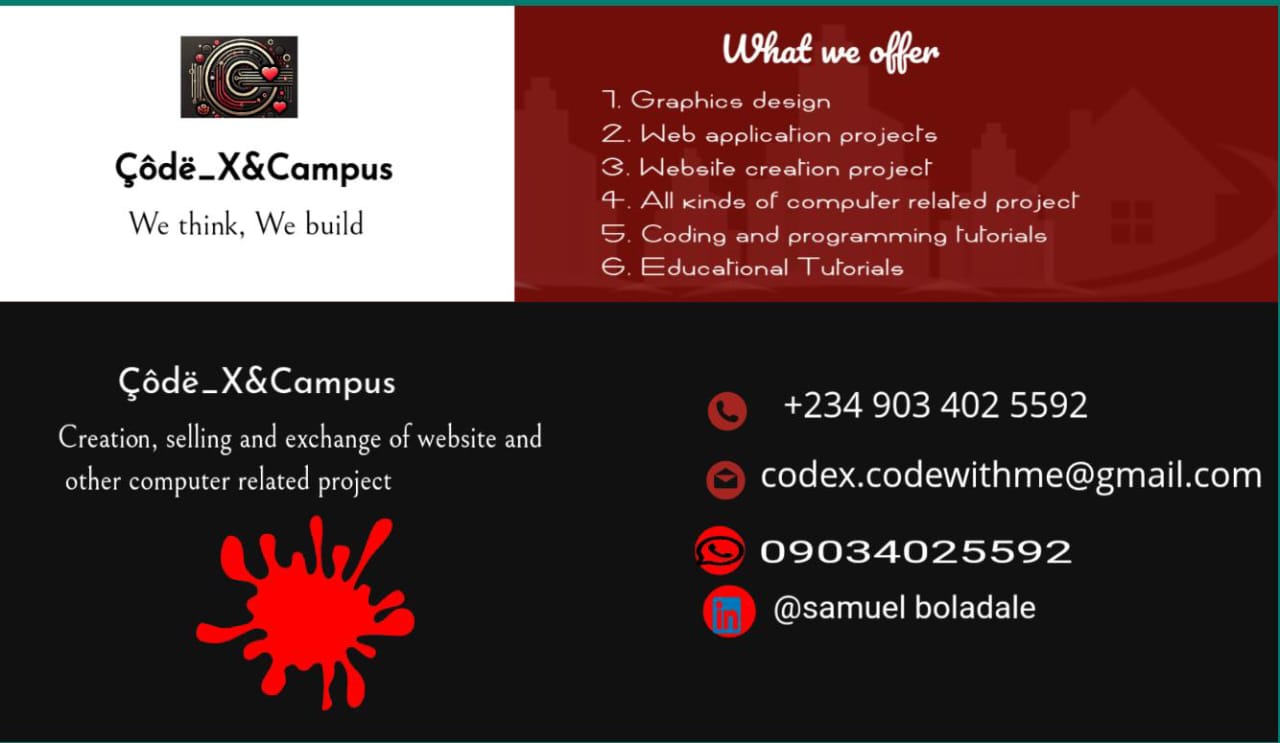 Çôdë_X&Campus
We think, We build
What we offer
1. Graphics design
2. Web application projects
3. Website creation project
4. All kinds of computer related project
5. Coding and programming tutorials
6. Educational Tutorials
Çôdë_X&Campus
Creation, selling and exchange of website and
other computer related project
+234 903 402 5592
codex.codewithme@gmail.com
09034025592
in @samuel boladale